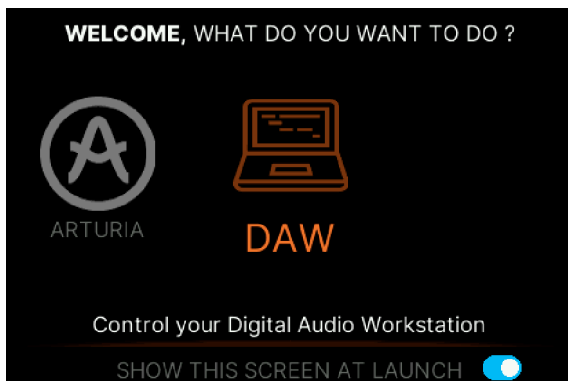 WELCOME, WHAT DO YOU WANT TO DO ?
ARTURIA
DAW
Control your Digital Audio Workstation
SHOW THIS SCREEN AT LAUNCH